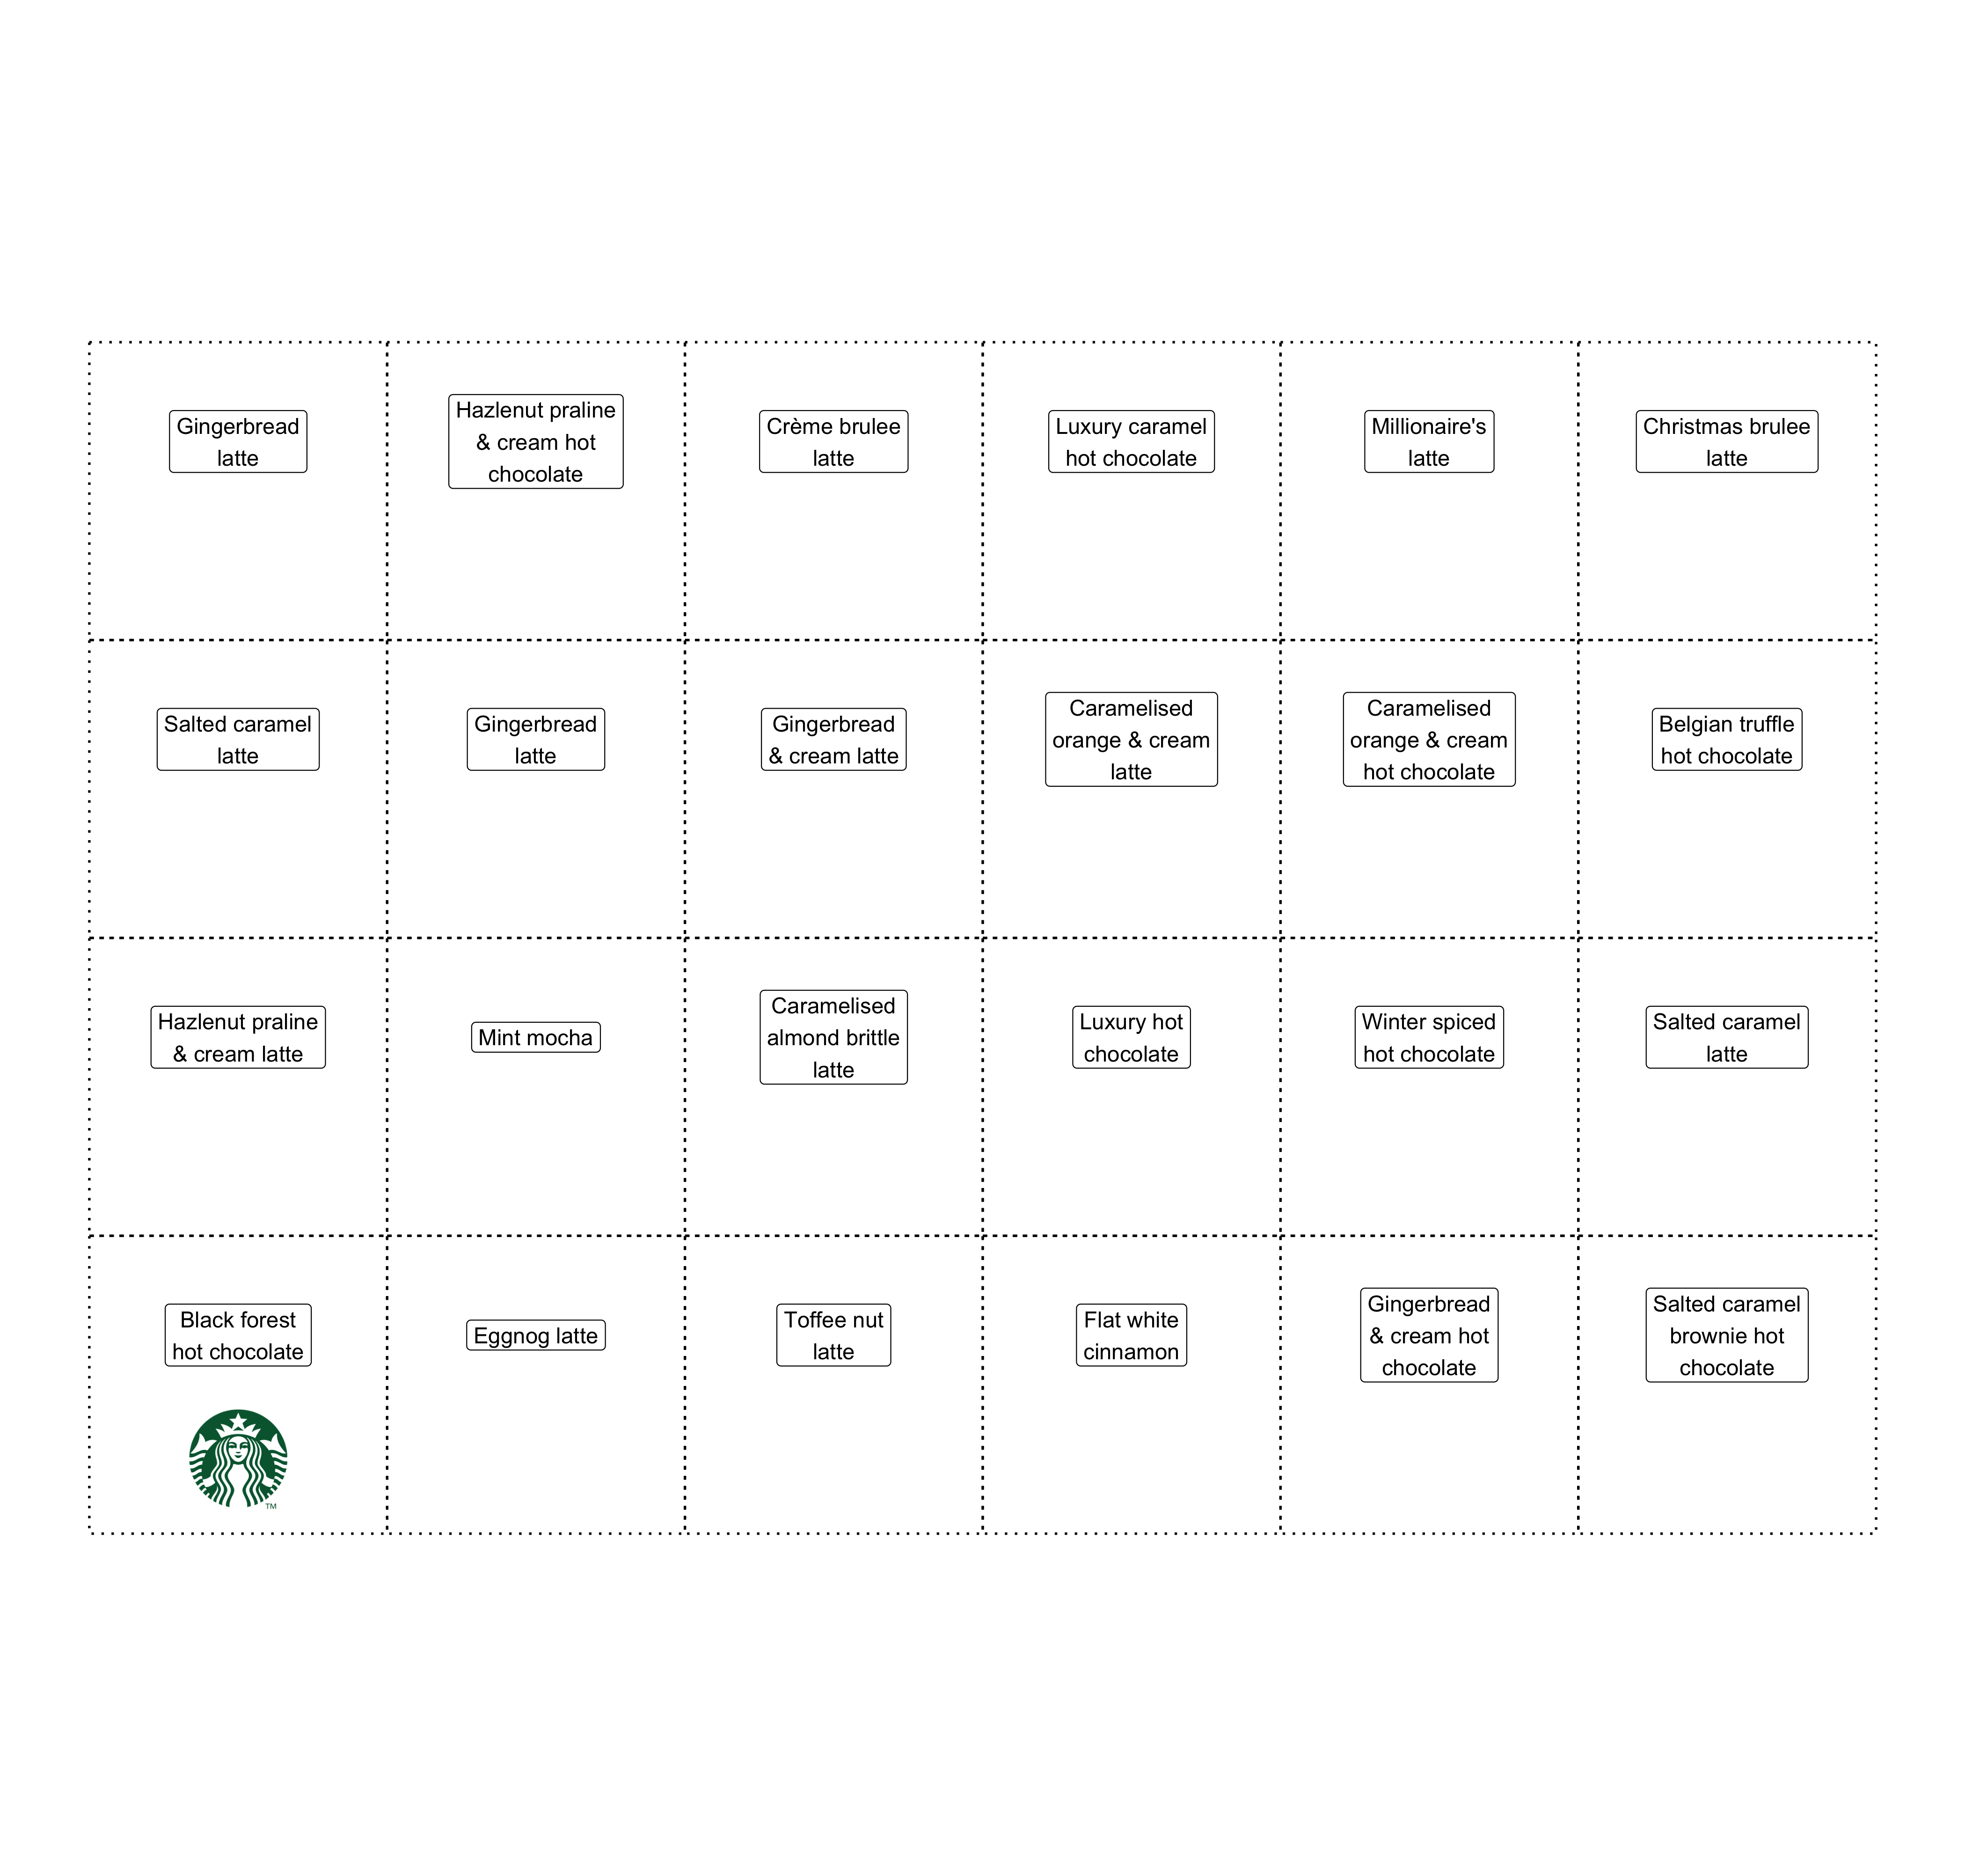 Gingerbread
latte
Hazlenut praline
& cream hot
chocolate
Crème brulee
latte
Luxury caramel
hot chocolate
Millionaire's
latte
Christmas brulee
latte
Salted caramel
latte
Gingerbread
latte
Gingerbread
& cream latte
Caramelised
orange & cream
latte
Caramelised
orange & cream
hot chocolate
Belgian truffle
hot chocolate
Hazlenut praline
& cream latte
Mint mocha
Caramelised
almond brittle
latte
Luxury hot
chocolate
Winter spiced
hot chocolate
Salted caramel
latte
Black forest
hot chocolate
Eggnog latte
Toffee nut
latte
Flat white
cinnamon
Gingerbread
& cream hot
chocolate
Salted caramel
brownie hot
chocolate
TM